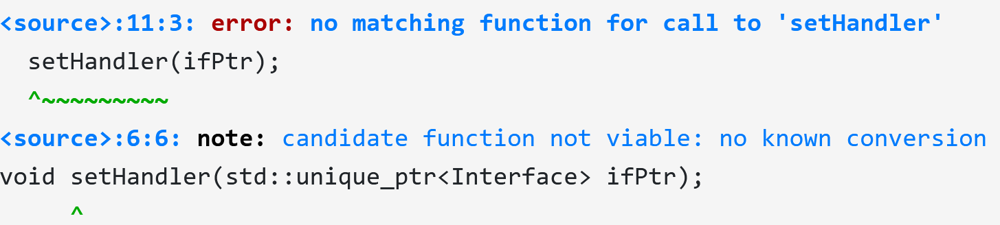 <source>:11:3: error: no matching function for call to 'setHandler'
  setHandler(ifPtr);
  ^~~~~~~~~~
<source>:6:6: note: candidate function not viable: no known conversion
void setHandler(std::unique_ptr<Interface> ifPtr);
     ^